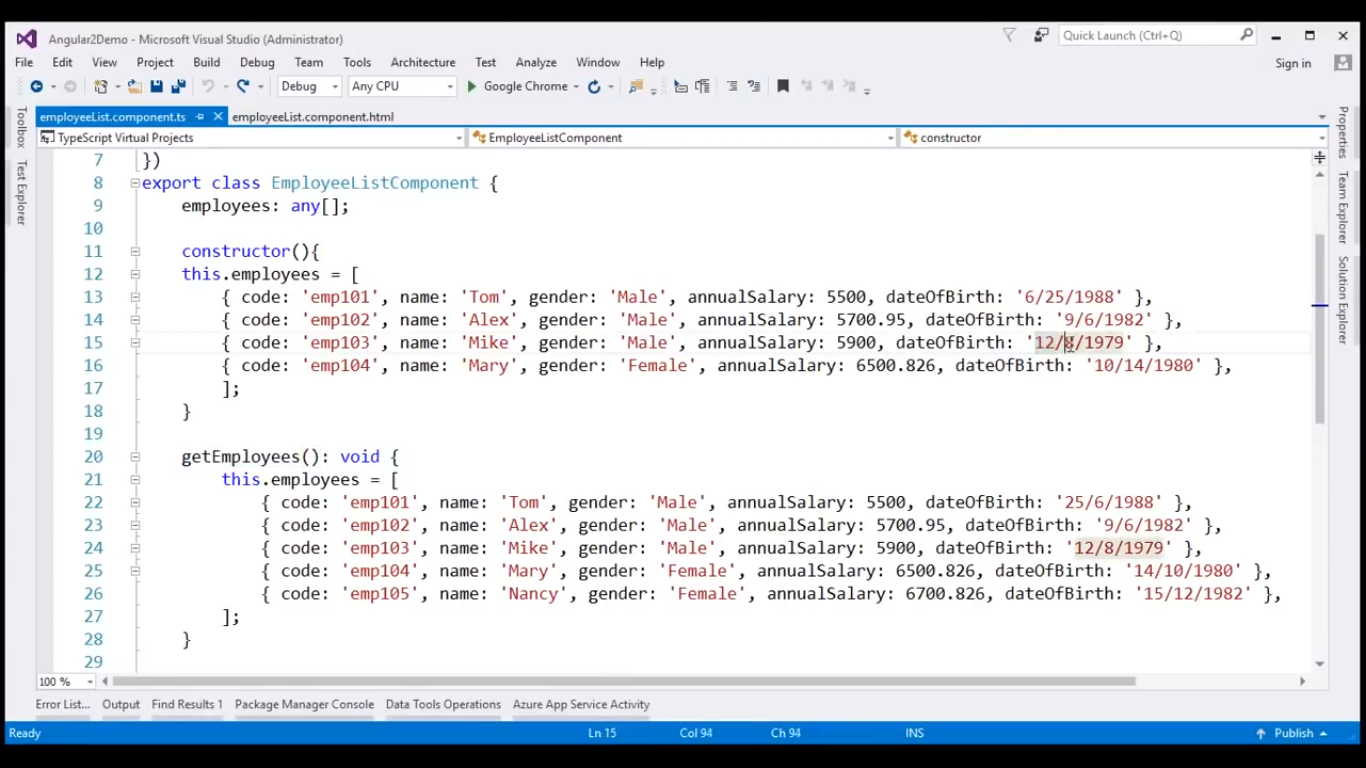 Angular2Demo - Microsoft Visual Studio (Administrator)
Quick Launch (Ctrl+Q)
File Edit View Project Build Debug Team Tools Architecture Test Analyze Window Help
Sign in
Debug Any CPU Google Chrome
employeeList.component.ts employeeList.component.html
TypeScript Virtual Projects EmployeeListComponent constructor
Toolbox
Test Explorer
Properties
Team Explorer
Solution Explorer
7 })
8 export class EmployeeListComponent {
9 employees: any[];
10
11 constructor(){
12 this.employees = [
13 { code: 'emp101', name: 'Tom', gender: 'Male', annualSalary: 5500, dateOfBirth: '6/25/1988' },
14 { code: 'emp102', name: 'Alex', gender: 'Male', annualSalary: 5700.95, dateOfBirth: '9/6/1982' },
15 { code: 'emp103', name: 'Mike', gender: 'Male', annualSalary: 5900, dateOfBirth: '12/8/1979' },
16 { code: 'emp104', name: 'Mary', gender: 'Female', annualSalary: 6500.826, dateOfBirth: '10/14/1980' },
17 ];
18 }
19
20 getEmployees(): void {
21 this.employees = [
22 { code: 'emp101', name: 'Tom', gender: 'Male', annualSalary: 5500, dateOfBirth: '25/6/1988' },
23 { code: 'emp102', name: 'Alex', gender: 'Male', annualSalary: 5700.95, dateOfBirth: '9/6/1982' },
24 { code: 'emp103', name: 'Mike', gender: 'Male', annualSalary: 5900, dateOfBirth: '12/8/1979' },
25 { code: 'emp104', name: 'Mary', gender: 'Female', annualSalary: 6500.826, dateOfBirth: '14/10/1980' },
26 { code: 'emp105', name: 'Nancy', gender: 'Female', annualSalary: 6700.826, dateOfBirth: '15/12/1982' },
27 ];
28 }
29
100 %
Error List... Output Find Results 1 Package Manager Console Data Tools Operations Azure App Service Activity
Ready Ln 15 Col 94 Ch 94 INS Publish